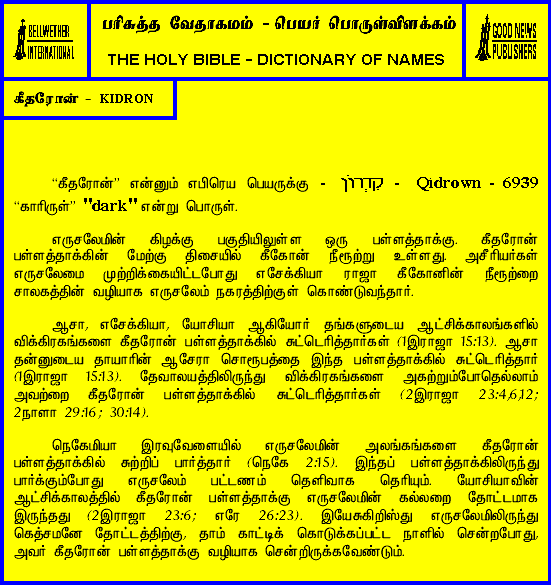 BELLWETHER
INTERNATIONAL
பரிசுத்த வேதாகமம் - பெயர் பொருள்விளக்கம்
THE HOLY BIBLE - DICTIONARY OF NAMES
GOOD NEWS
PUBLISHERS
கீதரோன் - KIDRON
“கீதரோன்” என்னும் எபிரெய பெயருக்கு - קִדְרוֹן - Qidrown - 6939
“காரிருள்” "dark" என்று பொருள்.
எருசலேமின் கிழக்கு பகுதியிலுள்ள ஒரு பள்ளத்தாக்கு. கீதரோன்
பள்ளத்தாக்கின் மேற்கு திசையில் கீகோன் நீரூற்று உள்ளது. அசீரியர்கள்
எருசலேமை முற்றிக்கையிட்டபோது எசேக்கியா ராஜா கீகோனின் நீரூற்றை
சாலகத்தின் வழியாக எருசலேம் நகரத்திற்குள் கொண்டுவந்தார்.
ஆசா, எசேக்கியா, யோசியா ஆகியோர் தங்களுடைய ஆட்சிக்காலங்களில்
விக்கிரகங்களை கீதரோன் பள்ளத்தாக்கில் சுட்டெரித்தார்கள் (1இராஜா 15:13). ஆசா
தன்னுடைய தாயாரின் ஆசேரா சொரூபத்தை இந்த பள்ளத்தாக்கில் சுட்டெரித்தார்
(1இராஜா 15:13). தேவாலயத்திலிருந்து விக்கிரகங்களை அகற்றும்போதெல்லாம்
அவற்றை கீதரோன் பள்ளத்தாக்கில் சுட்டெரித்தார்கள் (2இராஜா 23:4,6,12;
2நாளா 29:16; 30:14).
நெகேமியா இரவுவேளையில் எருசலேமின் அலங்கங்களை கீதரோன்
பள்ளத்தாக்கில் சுற்றிப் பார்த்தார் (நெகே 2:15). இந்தப் பள்ளத்தாக்கிலிருந்து
பார்க்கும்போது எருசலேம் பட்டணம் தெளிவாக தெரியும். யோசியாவின்
ஆட்சிக்காலத்தில் கீதரோன் பள்ளத்தாக்கு எருசலேமின் கல்லறை தோட்டமாக
இருந்தது (2இராஜா 23:6; எரே 26:23). இயேசுகிறிஸ்து எருசலேமிலிருந்து
கெத்சமனே தோட்டத்திற்கு, தாம் காட்டிக் கொடுக்கப்பட்ட நாளில் சென்றபோது,
அவர் கீதரோன் பள்ளத்தாக்கு வழியாக சென்றிருக்கவேண்டும்.